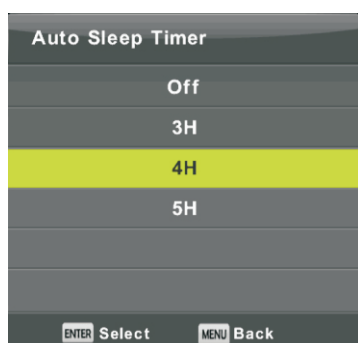 Auto Sleep Timer
Off
3H
4H
5H
ENTER Select MENU Back